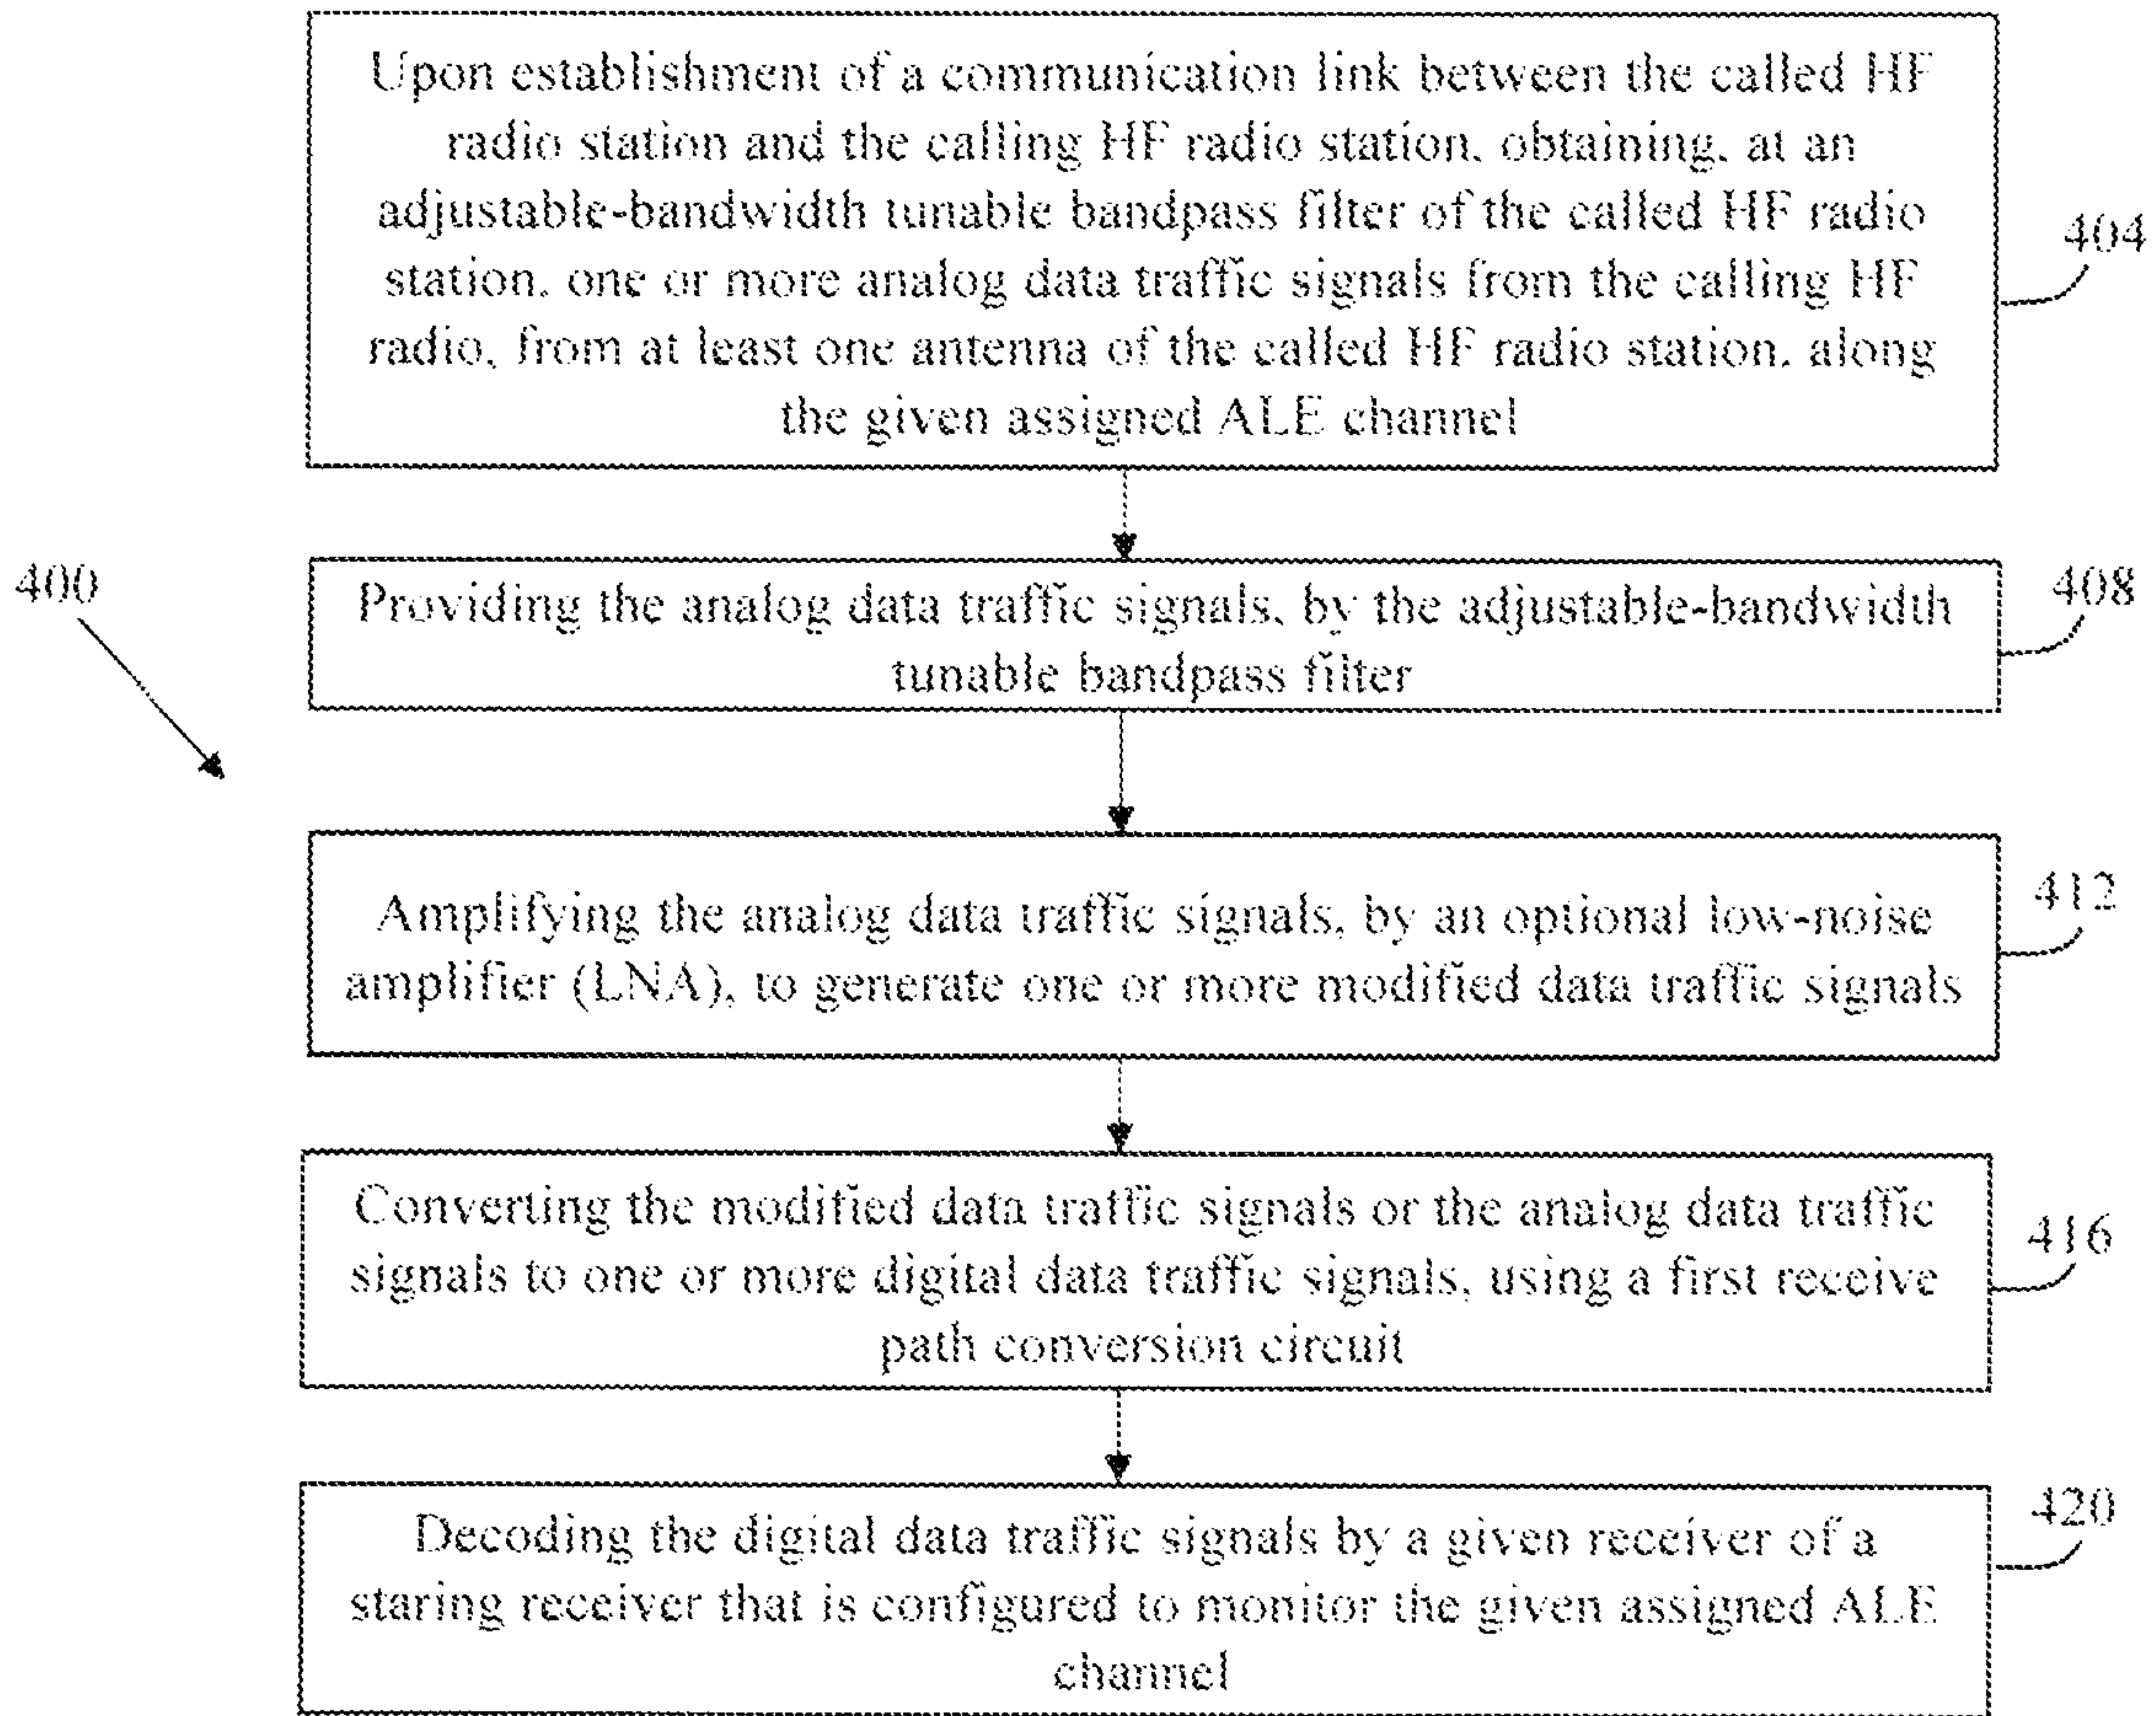 Upon establishment of a communication link between the called HF
radio station and the calling HF radio station, obtaining, at an
adjustable-bandwidth tunable bandpass filter of the called HF radio
station, one or more analog data traffic signals from the calling HF
radio, from at least one antenna of the called HF radio station, along
the given assigned ALE channel
404
400
Providing the analog data traffic signals, by the adjustable-bandwidth
tunable bandpass filter
408
Amplifying the analog data traffic signals, by an optional low-noise
amplifier (LNA), to generate one or more modified data traffic signals
412
Converting the modified data traffic signals or the analog data traffic
signals to one or more digital data traffic signals, using a first receive
path conversion circuit
416
Decoding the digital data traffic signals by a given receiver of a
staring receiver that is configured to monitor the given assigned ALE
channel
420